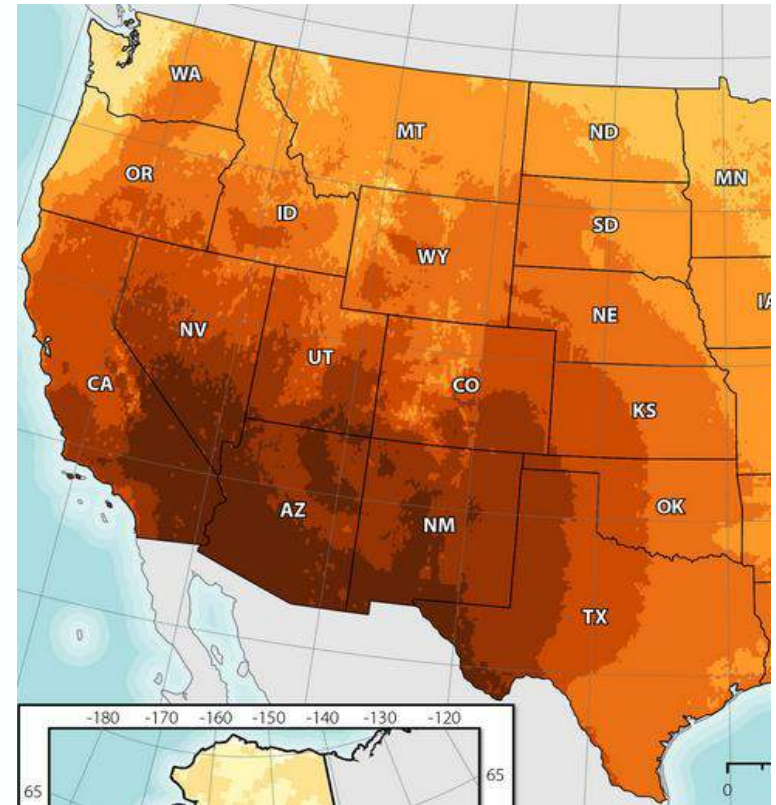 WA
MT
ND
MN
OR
ID
SD
WY
IA
NE
NV
UT
CO
CA
KS
OK
AZ
NM
TX
-180 -170 -160 -150 -140 -130 -120
65
65
0